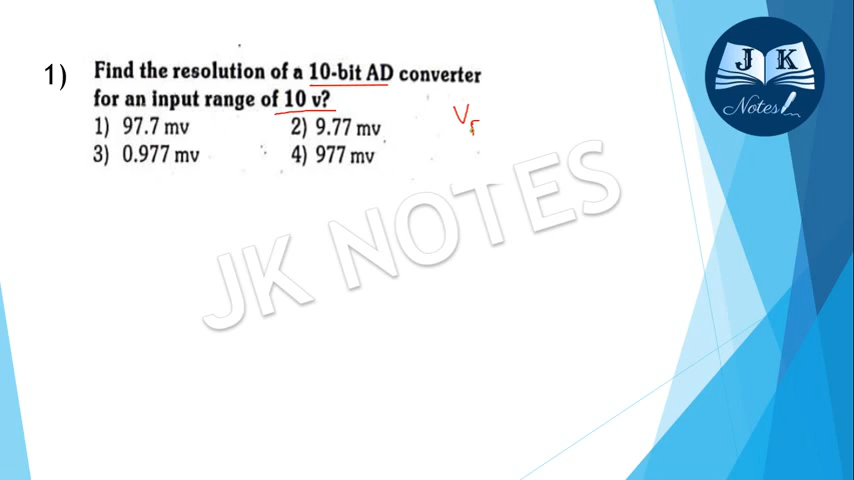 1) Find the resolution of a 10-bit AD converter
for an input range of 10 v?
1) 97.7 mv 2) 9.77 mv
3) 0.977 mv 4) 977 mv
Vr
JK NOTES
J K
Notes